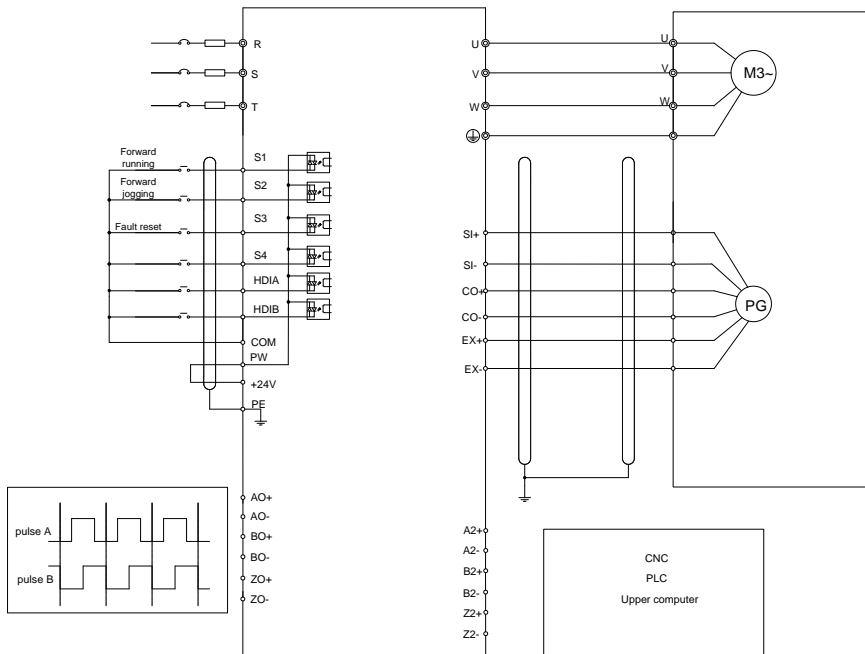 R
S
T
U
V
W
U
V
W
M3~
Forward
running
Forward
jogging
Fault reset
S1
S2
S3
S4
HDIA
HDIB
COM
PW
+24V
PE
SI+
SI-
CO+
CO-
EX+
EX-
PG
pulse A
pulse B
AO+
AO-
BO+
BO-
ZO+
ZO-
A2+
A2-
B2+
B2-
Z2+
Z2-
CNC
PLC
Upper computer